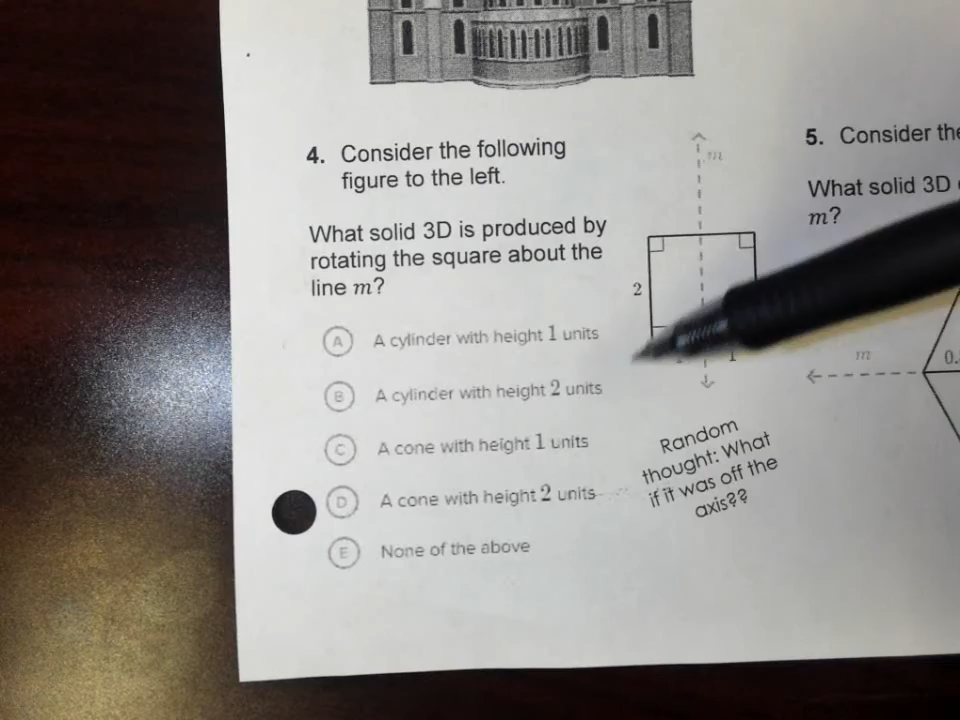 4. Consider the following
figure to the left.
What solid 3D is produced by
rotating the square about the
line m?
A A cylinder with height 1 units
B A cylinder with height 2 units
C A cone with height 1 units
D A cone with height 2 units
E None of the above
m
2
1
Random
thought: What
if it was off the
axis??
5. Consider the
What solid 3D
m?
m
0.